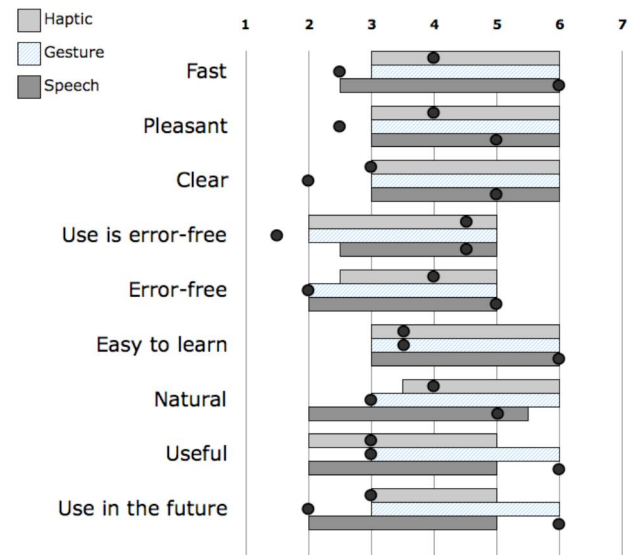 Haptic
Gesture
Speech
1 2 3 4 5 6 7
Fast
Pleasant
Clear
Use is error-free
Error-free
Easy to learn
Natural
Useful
Use in the future